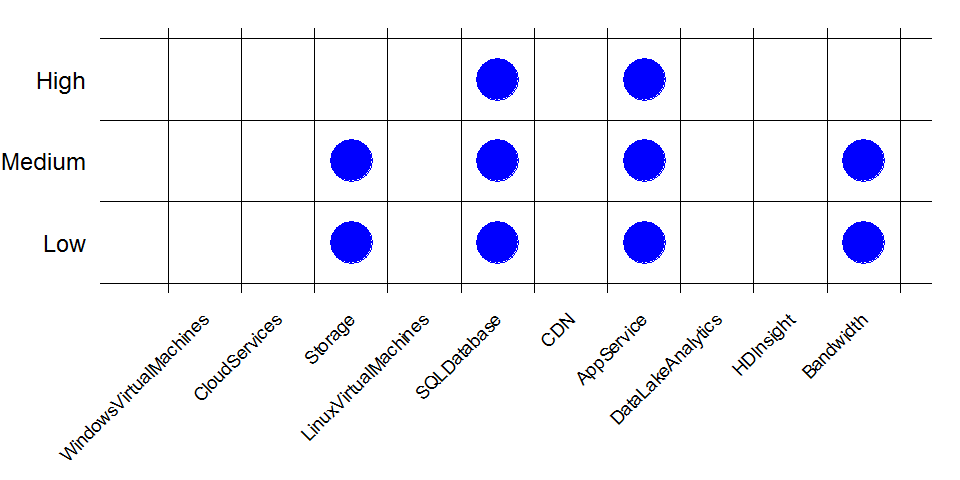 High
Medium
Low
WindowsVirtualMachines
CloudServices
Storage
LinuxVirtualMachines
SQLDatabase
CDN
AppService
DataLakeAnalytics
HDInsight
Bandwidth